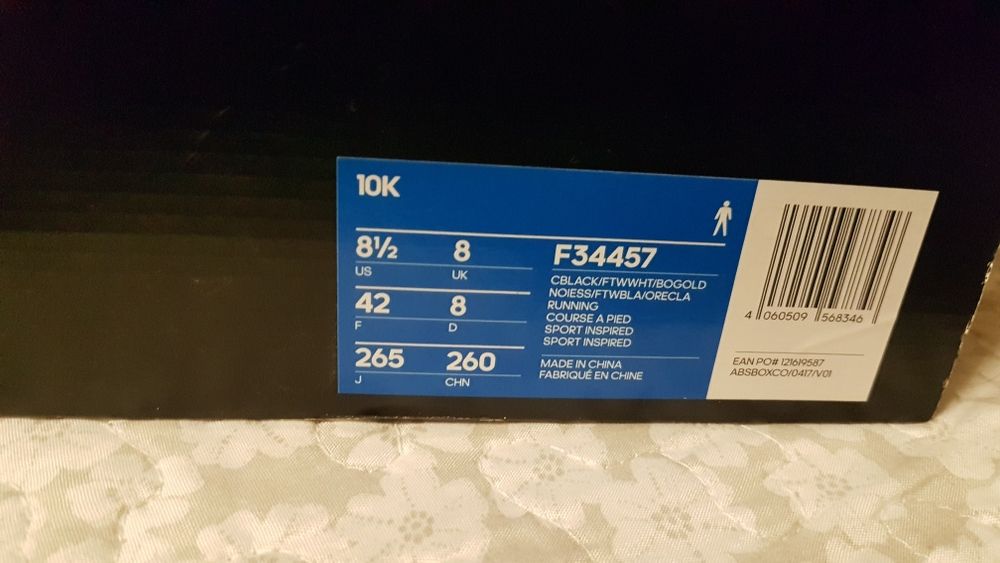 10K
8½ 8
US UK
42 8
F D
265 260
J CHN
F34457
CBLACK/FTWWHT/BOGOLD
NOIESS/FTWBLA/ORECLA
RUNNING
COURSE A PIED
SPORT INSPIRED
SPORT INSPIRED
MADE IN CHINA
FABRIQUÉ EN CHINE
4 060509 568346
EAN PO# 121619587
ABSBOXCO/0417/V01